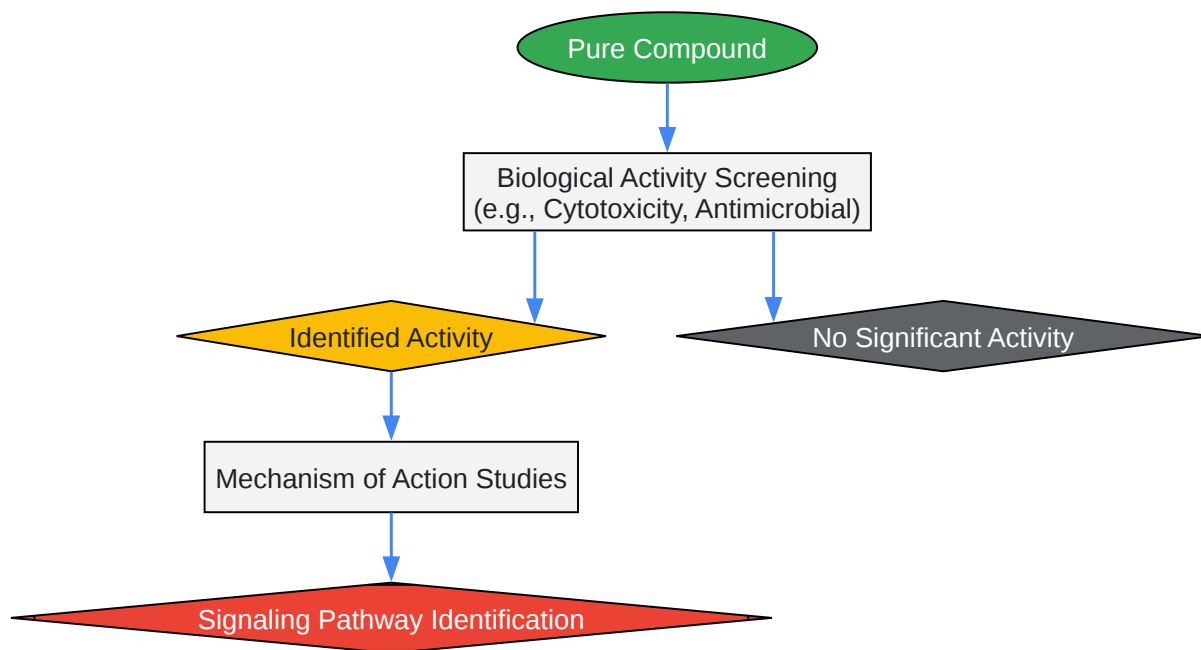 Pure Compound
Biological Activity Screening
(e.g., Cytotoxicity, Antimicrobial)
Identified Activity
No Significant Activity
Mechanism of Action Studies
Signaling Pathway Identification